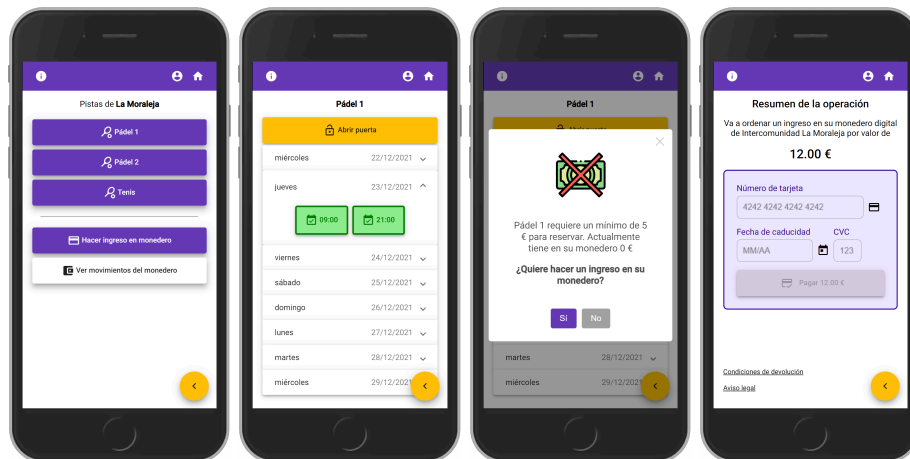 Pistas de La Moraleja
Pádel 1
Pádel 2
Tenis
Hacer ingreso en monedero
Ver movimientos del monedero
Pádel 1
Abrir puerta
miércoles 22/12/2021
jueves 23/12/2021
09:00 21:00
viernes 24/12/2021
sábado 25/12/2021
domingo 26/12/2021
lunes 27/12/2021
martes 28/12/2021
miércoles 29/12/2021
Pádel 1
Abrir puerta
Pádel 1 requiere un mínimo de 5
€ para reservar. Actualmente
tiene en su monedero 0 €
¿Quiere hacer un ingreso en su
monedero?
Sí No
martes 28/12/2021
miércoles 29/12/2021
Resumen de la operación
Va a ordenar un ingreso en su monedero digital
de Intercomunidad La Moraleja por valor de
12.00 €
Número de tarjeta
4242 4242 4242 4242
Fecha de caducidad CVC
MM/AA 123
Pagar 12.00 €
Condiciones de devolución
Aviso legal